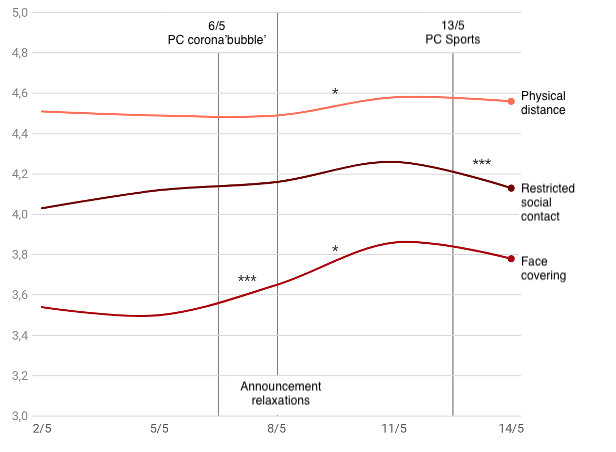 5,0
6/5
PC corona'bubble'
13/5
PC Sports
4,8
4,6
*
Physical
distance
4,4
4,2
***
Restricted
social
contact
4,0
3,8
*
Face
covering
***
3,6
3,4
3,2
Announcement
relaxations
3,0
2/5
5/5
8/5
11/5
14/5